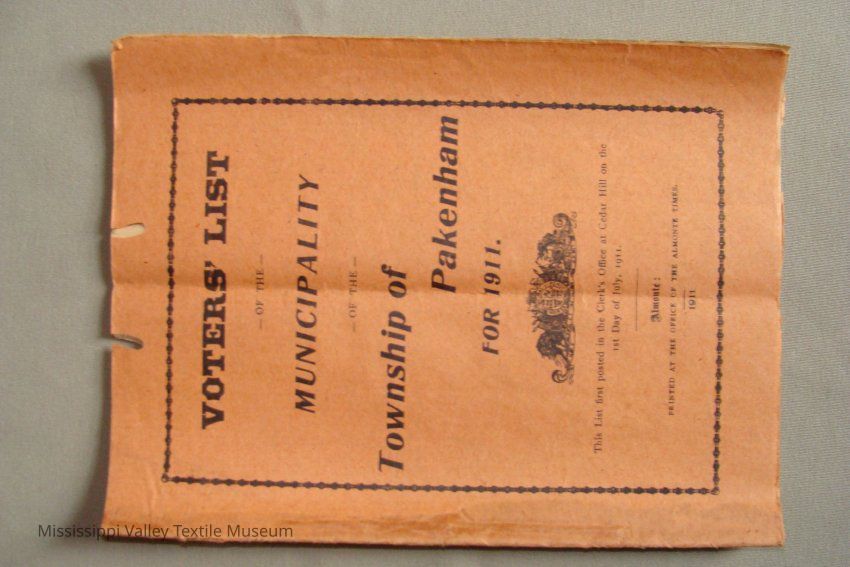 VOTERS' LIST
— OF THE —
MUNICIPALITY
— OF THE —
Township of
Pakenham
FOR 1911.
This List first posted in the Clerk's Office at Cedar Hill on the
1st Day of July, 1911.
Almonte:
PRINTED AT THE OFFICE OF THE ALMONTE TIMES.
1911
Mississippi Valley Textile Museum